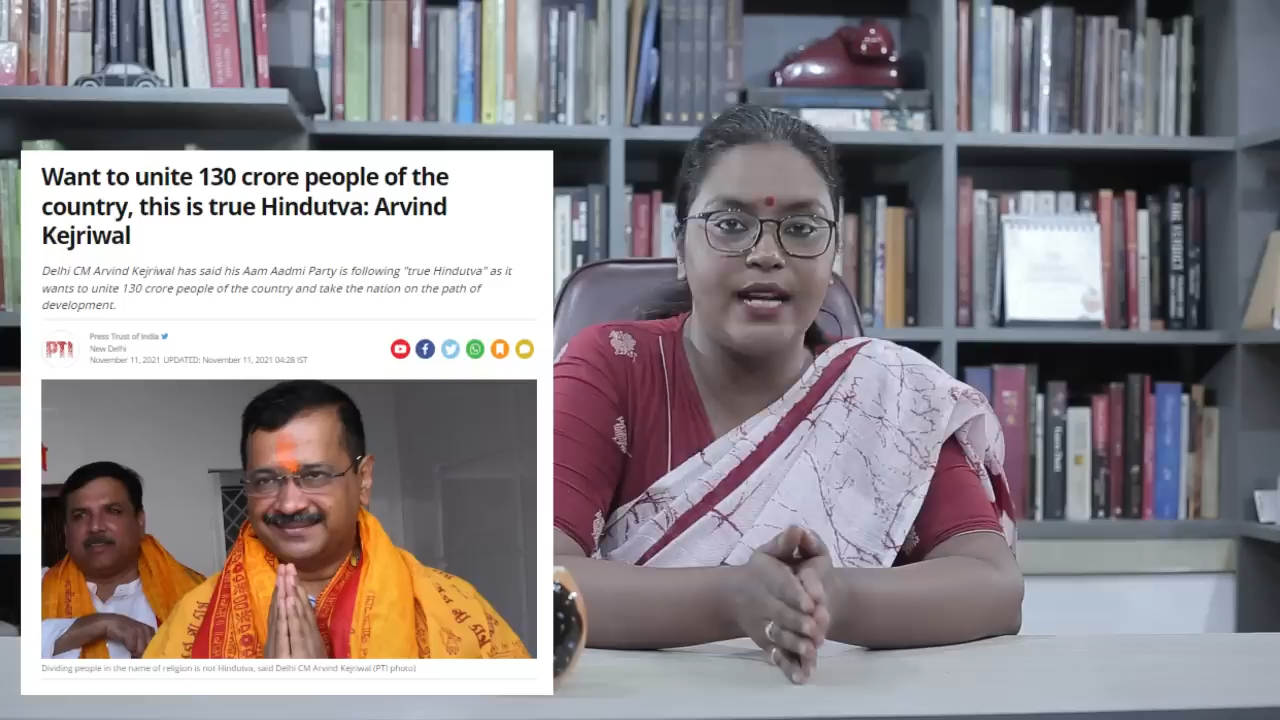 Want to unite 130 crore people of the
country, this is true Hindutva: Arvind
Kejriwal
Delhi CM Arvind Kejriwal has said his Aam Aadmi Party is following "true Hindutva" as it
wants to unite 130 crore people of the country and take the nation on the path of
development.
PTI
Press Trust of India
New Delhi
November 11, 2021 UPDATED: November 11, 2021 04:28 IST
Dividing people in the name of religion is not Hindutva, said Delhi CM Arvind Kejriwal (PTI photo)